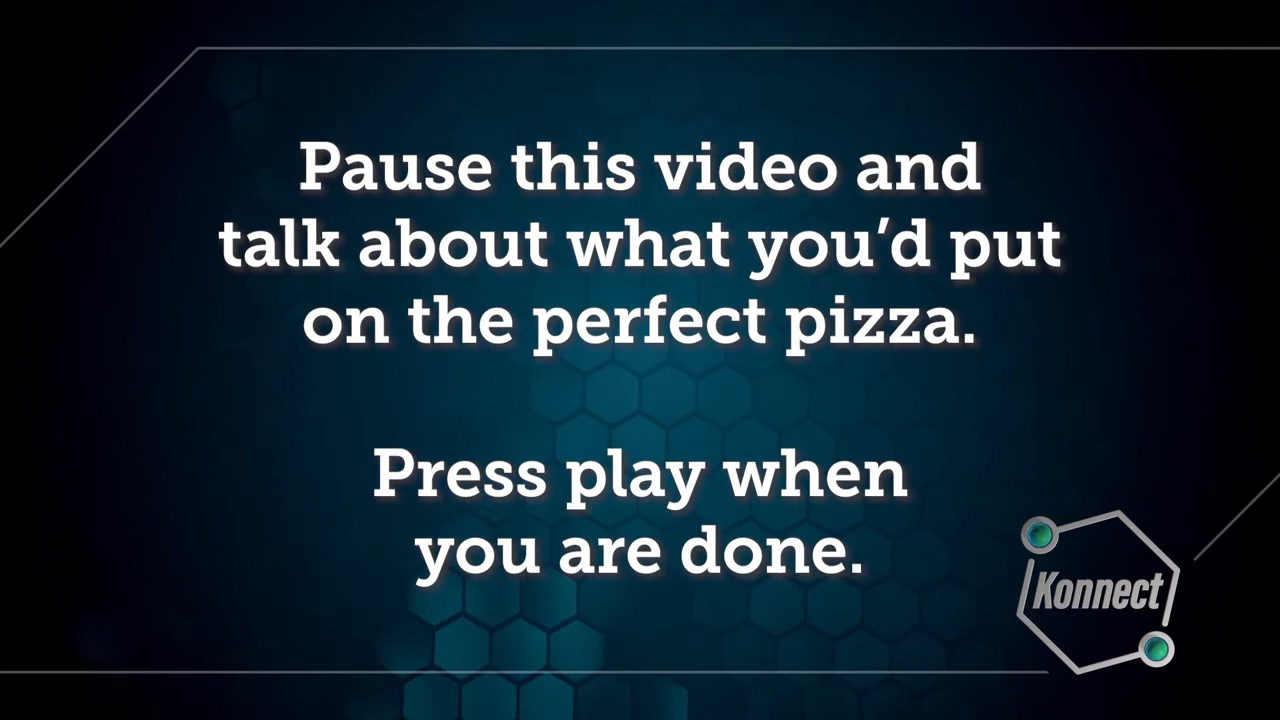 Pause this video and
talk about what you’d put
on the perfect pizza.
Press play when
you are done.
Konnect